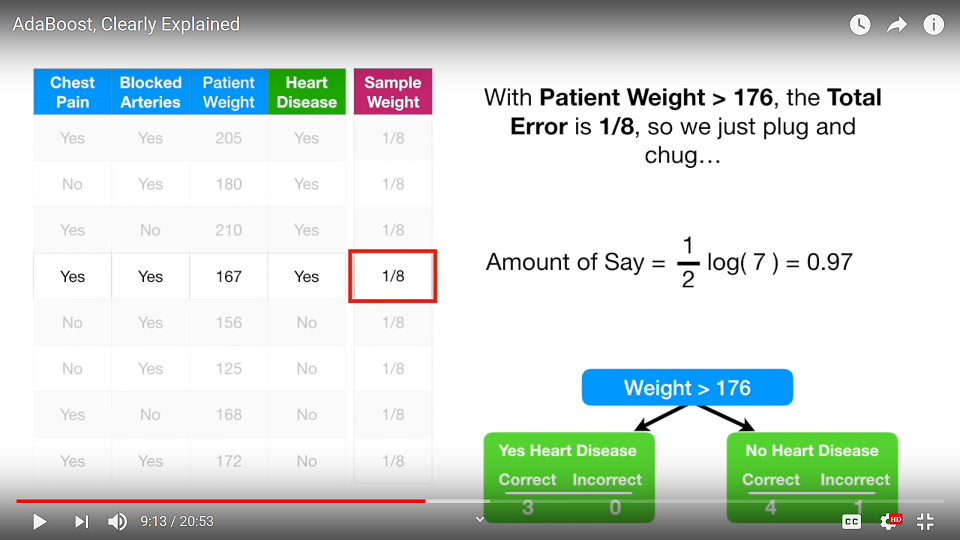 AdaBoost, Clearly Explained
Chest Pain Blocked Arteries Patient Weight Heart Disease Sample Weight
Yes Yes 205 Yes 1/8
No Yes 180 Yes 1/8
Yes No 210 Yes 1/8
Yes Yes 167 Yes 1/8
No Yes 156 No 1/8
No Yes 125 No 1/8
Yes No 168 No 1/8
Yes Yes 172 No 1/8
With Patient Weight > 176, the Total
Error is 1/8, so we just plug and
chug…
Amount of Say = 1/2 log( 7 ) = 0.97
Weight > 176
Yes Heart Disease
Correct Incorrect
3 0
No Heart Disease
Correct Incorrect
4 1
9:13 / 20:53
CC
HD